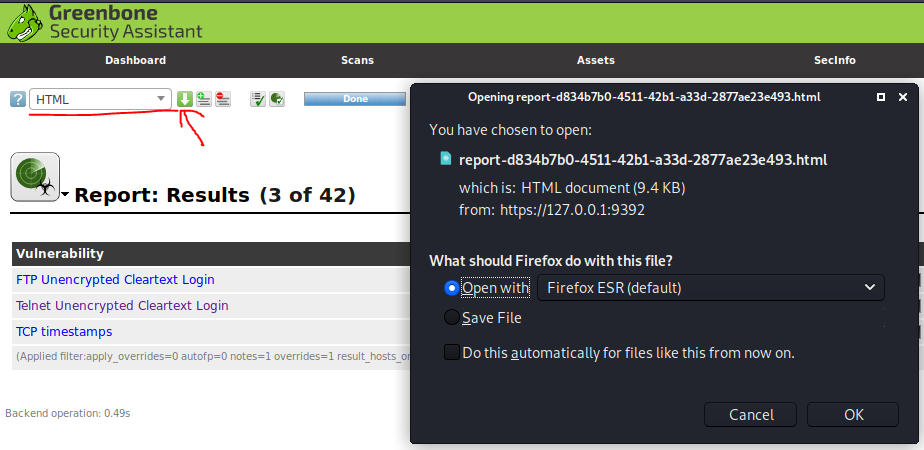 Greenbone
Security Assistant
Dashboard Scans Assets SecInfo
? HTML Done
Report: Results (3 of 42)
Vulnerability
FTP Unencrypted Cleartext Login
Telnet Unencrypted Cleartext Login
TCP timestamps
(Applied filter:apply_overrides=0 autofp=0 notes=1 overrides=1 result_hosts_on
Backend operation: 0.49s
Opening report-d834b7b0-4511-42b1-a33d-2877ae23e493.html
You have chosen to open:
report-d834b7b0-4511-42b1-a33d-2877ae23e493.html
which is: HTML document (9.4 KB)
from: https://127.0.0.1:9392
What should Firefox do with this file?
Open with Firefox ESR (default)
Save File
Do this automatically for files like this from now on.
Cancel OK